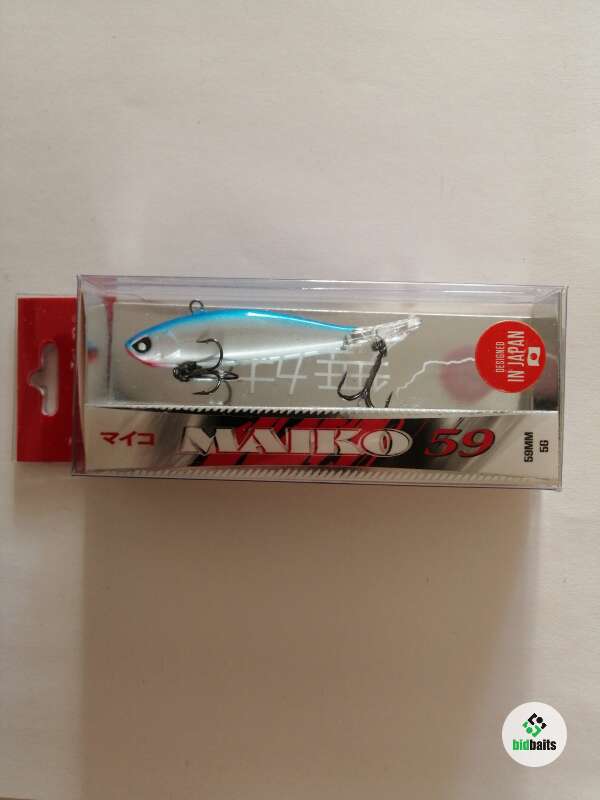 DESIGNED
IN JAPAN
マイコ MAIKO 59
59MM
5G
bidbaits